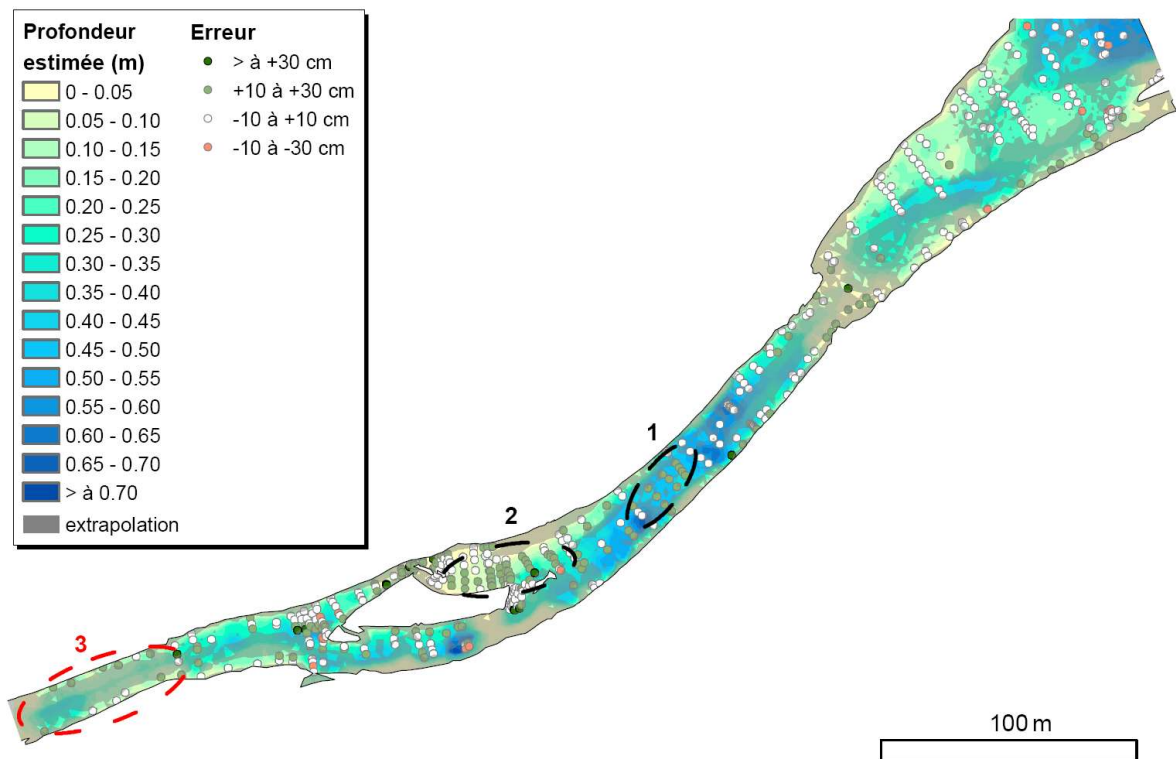 Profondeur
estimée (m)
0 - 0.05
0.05 - 0.10
0.10 - 0.15
0.15 - 0.20
0.20 - 0.25
0.25 - 0.30
0.30 - 0.35
0.35 - 0.40
0.40 - 0.45
0.45 - 0.50
0.50 - 0.55
0.55 - 0.60
0.60 - 0.65
0.65 - 0.70
> à 0.70
extrapolation
Erreur
> à +30 cm
+10 à +30 cm
-10 à +10 cm
-10 à -30 cm
1
2
3
100 m